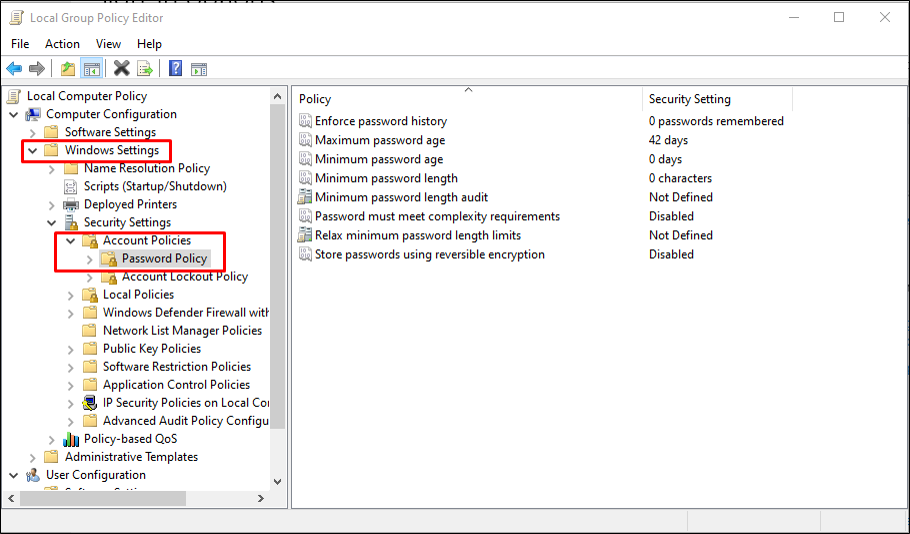 Local Group Policy Editor
File Action View Help
Local Computer Policy
Computer Configuration
Software Settings
Windows Settings
Name Resolution Policy
Scripts (Startup/Shutdown)
Deployed Printers
Security Settings
Account Policies
Password Policy
Account Lockout Policy
Local Policies
Windows Defender Firewall with
Network List Manager Policies
Public Key Policies
Software Restriction Policies
Application Control Policies
IP Security Policies on Local Co
Advanced Audit Policy Configu
Policy-based QoS
Administrative Templates
User Configuration
Policy Security Setting
Enforce password history 0 passwords remembered
Maximum password age 42 days
Minimum password age 0 days
Minimum password length 0 characters
Minimum password length audit Not Defined
Password must meet complexity requirements Disabled
Relax minimum password length limits Not Defined
Store passwords using reversible encryption Disabled